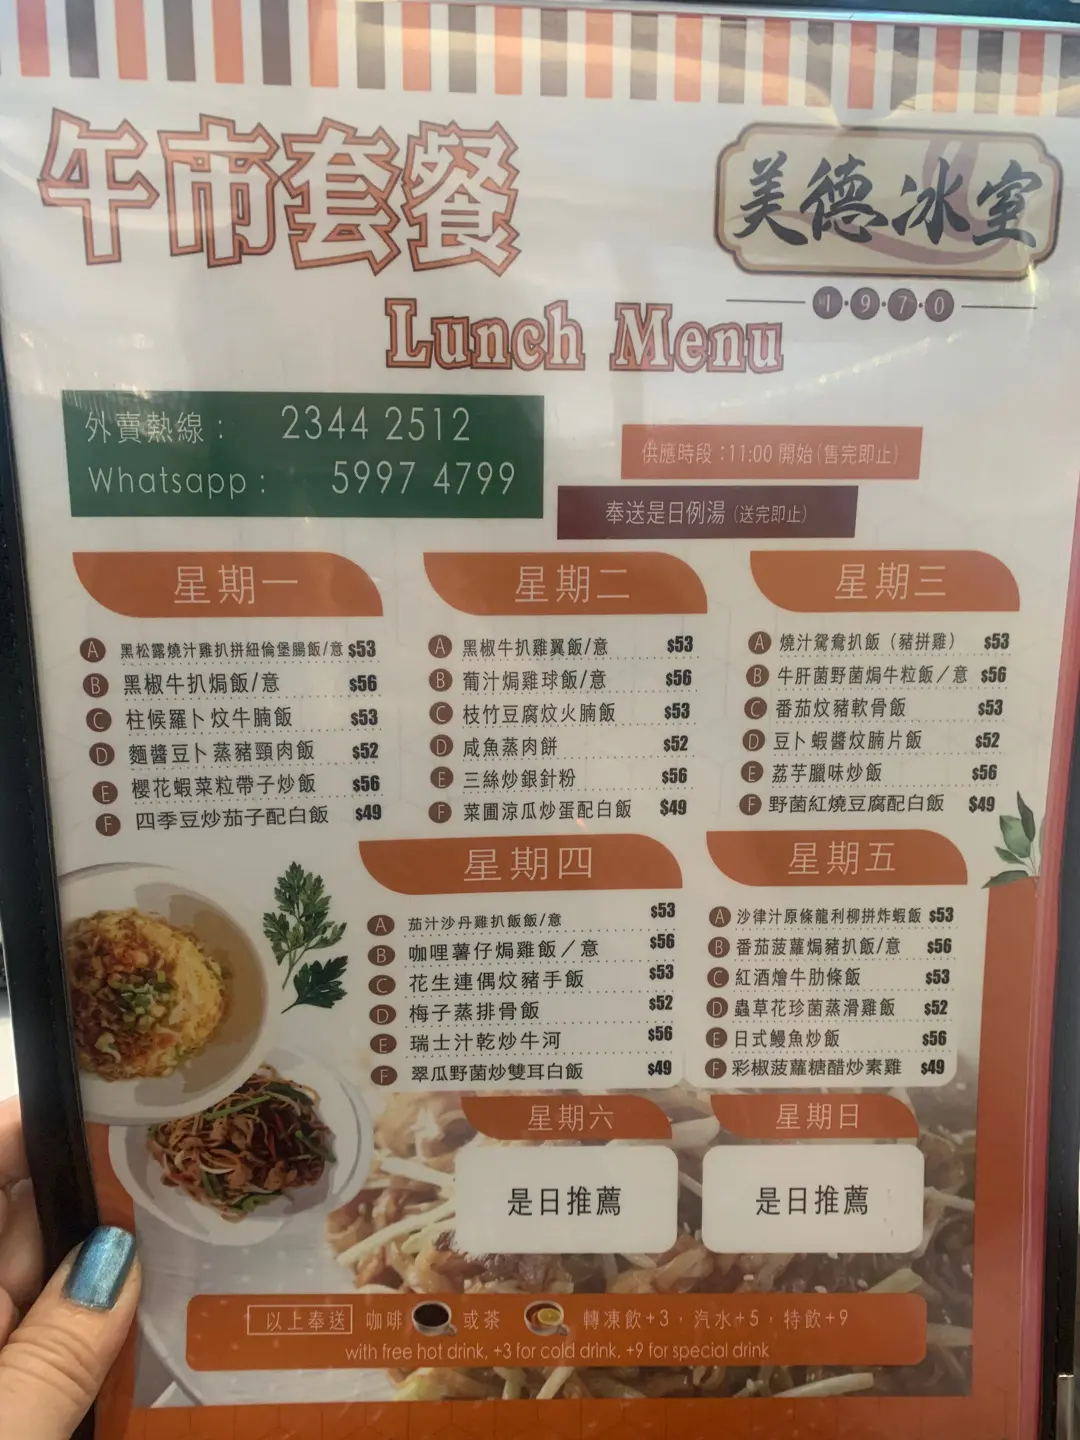 午市套餐
美德冰室
1·9·7·0
Lunch Menu
外賣熱線： 2344 2512
Whatsapp： 5997 4799
供應時段：11:00 開始(售完即止)
奉送是日例湯 (送完即止)
星期一
A 黑松露燒汁雞扒拼紐倫堡腸飯/意 $53
B 黑椒牛扒焗飯/意 $56
C 柱候羅卜炆牛腩飯 $53
D 麵醬豆卜蒸豬頸肉飯 $52
E 櫻花蝦菜粒帶子炒飯 $56
F 四季豆炒茄子配白飯 $49
星期二
A 黑椒牛扒雞翼飯/意 $53
B 葡汁焗雞球飯/意 $56
C 枝竹豆腐炆火腩飯 $53
D 咸魚蒸肉餅 $52
E 三絲炒銀針粉 $56
F 菜圃涼瓜炒蛋配白飯 $49
星期三
A 燒汁駕鴦扒飯（豬拼雞） $53
B 牛肝菌野菌焗牛粒飯／意 $56
C 番茄炆豬軟骨飯 $53
D 豆卜蝦醬炆腩片飯 $52
E 荔芋臘味炒飯 $56
F 野菌紅燒豆腐配白飯 $49
星期四
A 茄汁沙丹雞扒飯飯/意 $53
B 咖哩薯仔焗雞飯／意 $56
C 花生連偶炆豬手飯 $53
D 梅子蒸排骨飯 $52
E 瑞士汁乾炒牛河 $56
F 翠瓜野菌炒雙耳白飯 $49
星期五
A 沙律汁原條龍利柳拼炸蝦飯 $53
B 番茄菠蘿焗豬扒飯/意 $56
C 紅酒燴牛肋條飯 $53
D 蟲草花珍菌蒸滑雞飯 $52
E 日式鰻魚炒飯 $56
F 彩椒菠蘿糖醋炒素雞 $49
星期六
是日推薦
星期日
是日推薦
以上奉送 咖啡 或茶 轉凍飲+3，汽水+5，特飲+9
with free hot drink, +3 for cold drink, +9 for special drink